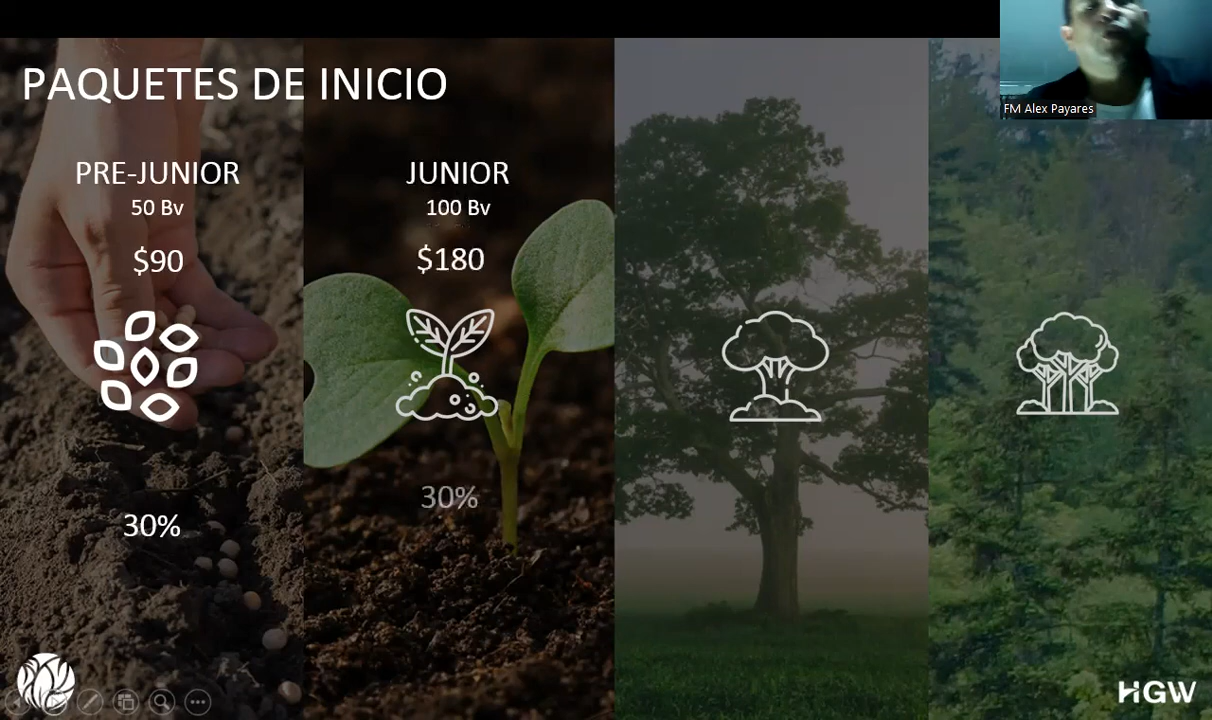 PAQUETES DE INICIO
FM Alex Payares
PRE-JUNIOR
50 Bv
$90
30%
JUNIOR
100 Bv
$180
30%
HGW